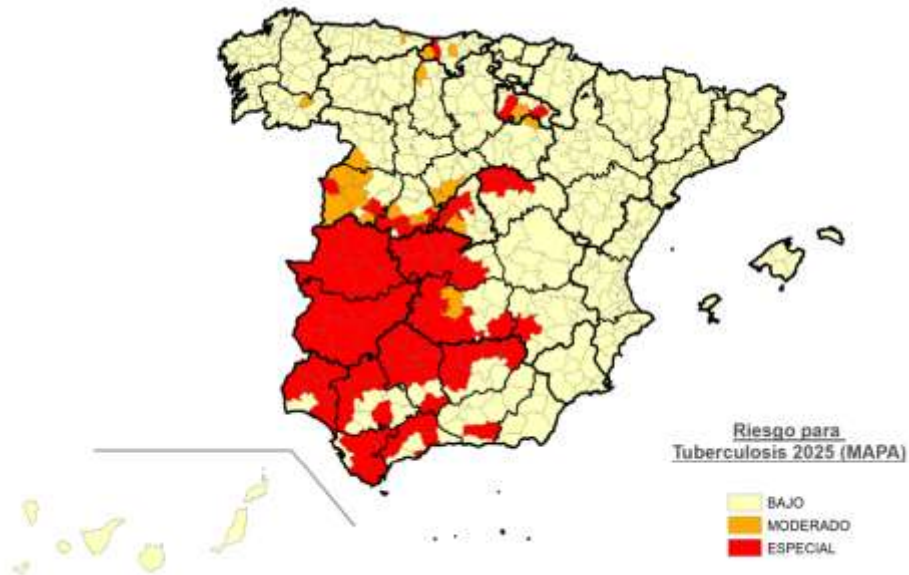 Riesgo para
Tuberculosis 2025 (MAPA)
BAJO
MODERADO
ESPECIAL